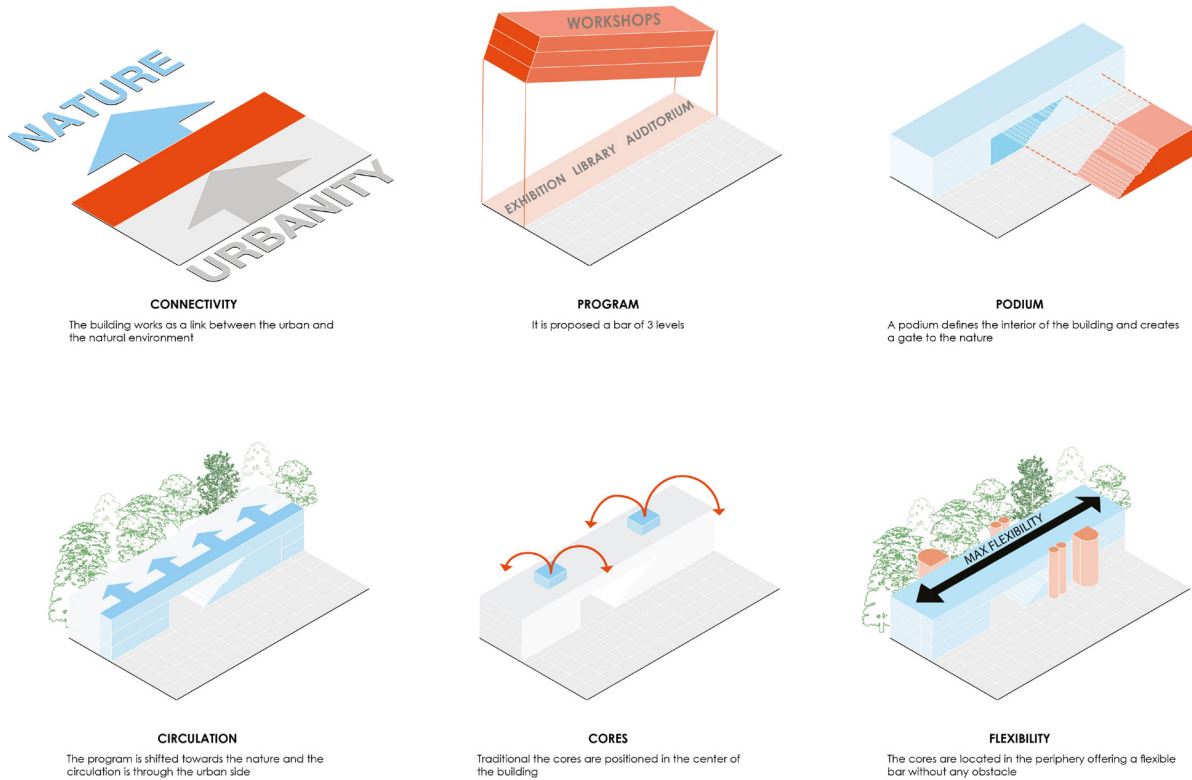 NATURE
URBANITY
CONNECTIVITY
The building works as a link between the urban and
the natural environment
WORKSHOPS
EXHIBITION LIBRARY AUDITORIUM
PROGRAM
It is proposed a bar of 3 levels
PODIUM
A podium defines the interior of the building and creates
a gate to the nature
CIRCULATION
The program is shifted towards the nature and the
circulation is through the urban side
CORES
Traditional the cores are positioned in the center of
the building
MAX FLEXIBILITY
FLEXIBILITY
The cores are located in the periphery offering a flexible
bar without any obstacle